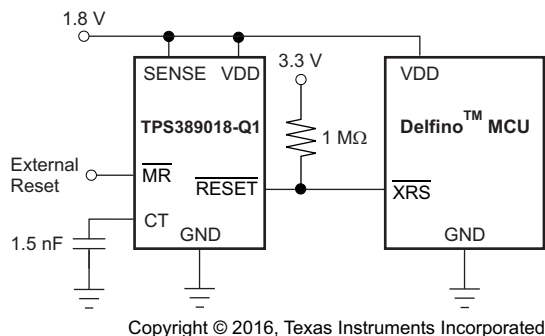 1.8 V
3.3 V
SENSE VDD
VDD
TPS389018-Q1
1 MΩ
Delfino™ MCU
External
Reset
MR
RESET
XRS
CT
1.5 nF
GND
GND
Copyright © 2016, Texas Instruments Incorporated